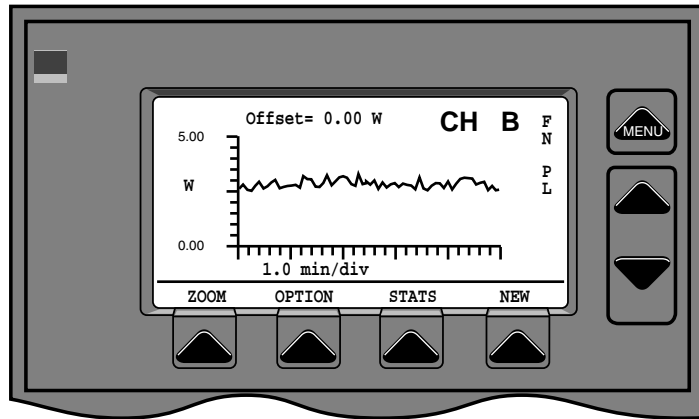 Offset= 0.00 W
CH B
F
N
P
L
5.00
W
0.00
1.0 min/div
ZOOM OPTION STATS NEW
MENU